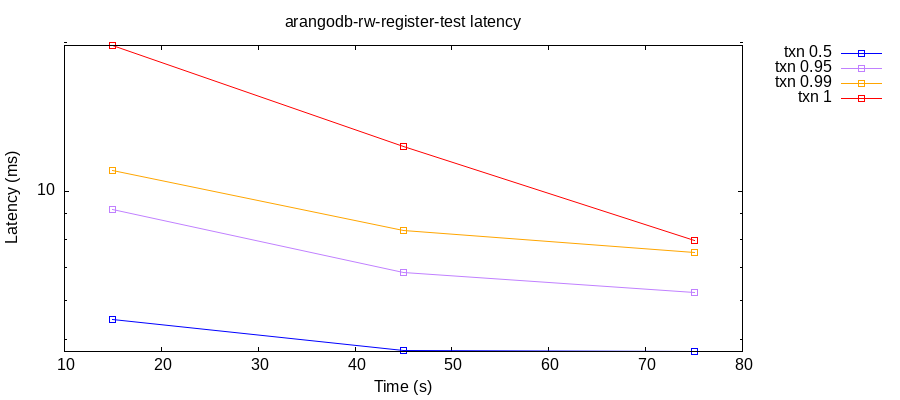 arangodb-rw-register-test latency
txn 0.5
txn 0.95
txn 0.99
txn 1
Latency (ms)
10
10 20 30 40 50 60 70 80
Time (s)